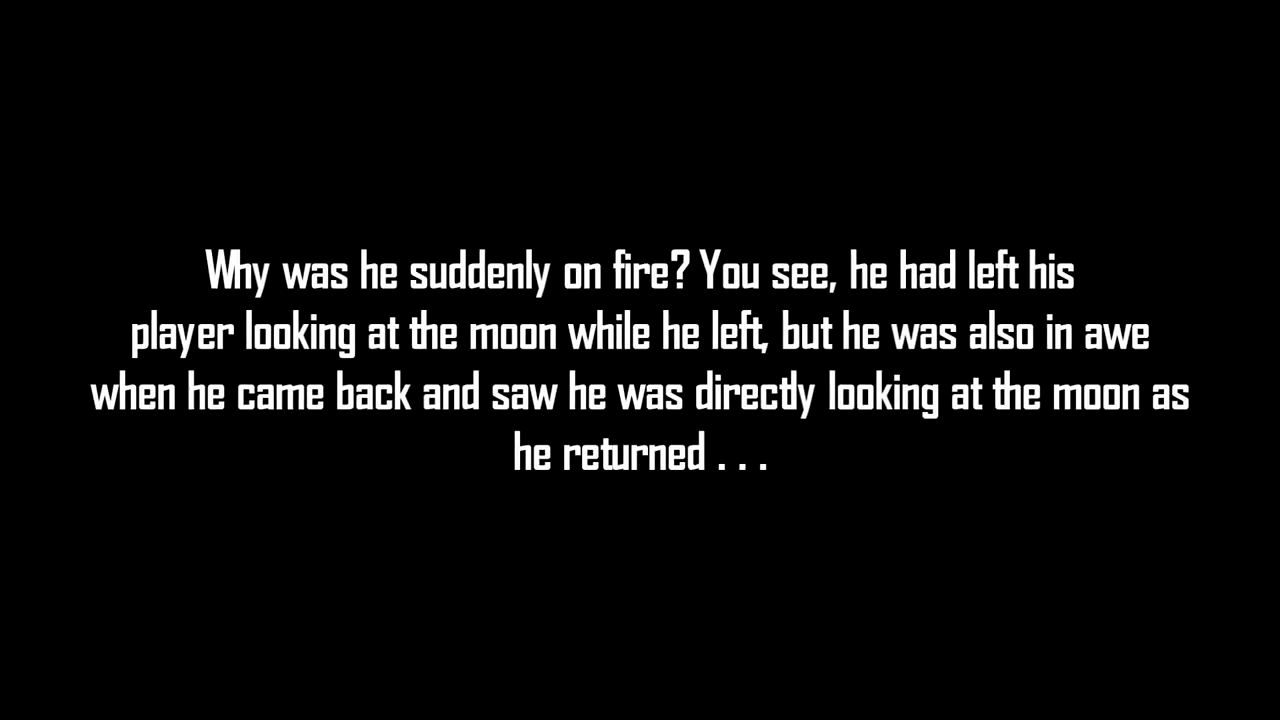 Why was he suddenly on fire? You see, he had left his
player looking at the moon while he left, but he was also in awe
when he came back and saw he was directly looking at the moon as
he returned . . .